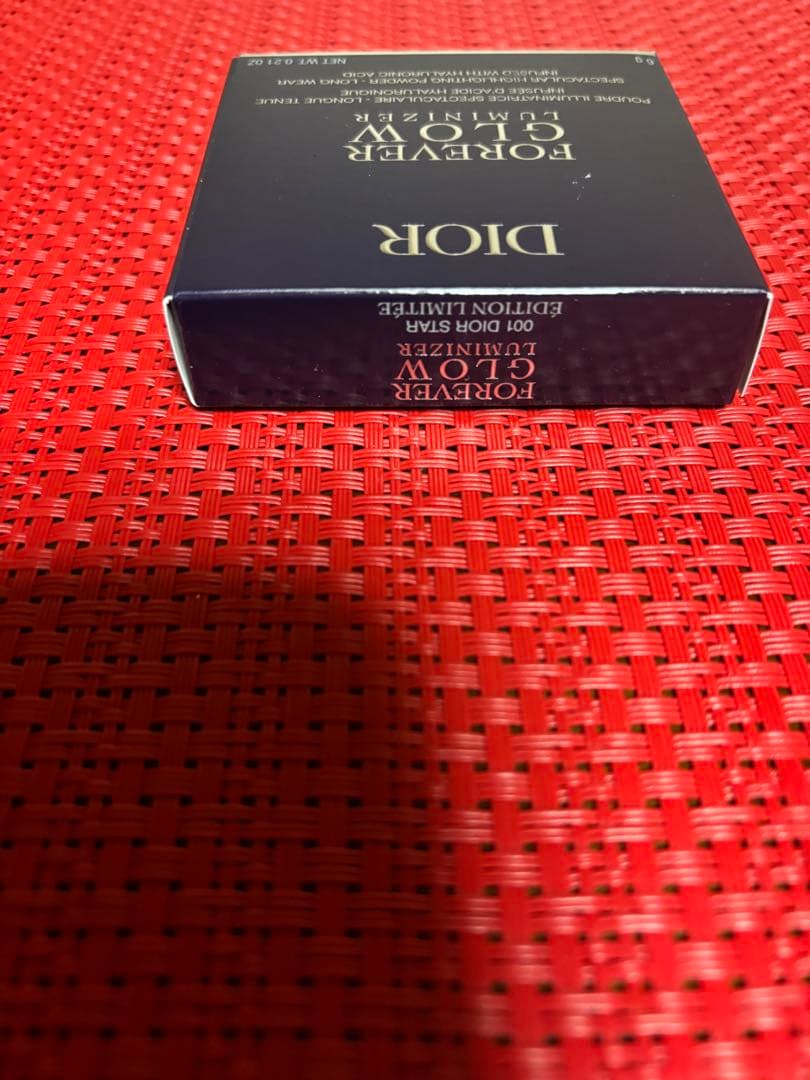 DIOR
FOREVER
GLOW
LUMINIZER
POUDRE ILLUMINATRICE SPECTACULAIRE - LONGUE TENUE
INFUSÉE D'ACIDE HYALURONIQUE
SPECTACULAR HIGHLIGHTING POWDER - LONG WEAR
INFUSED WITH HYALURONIC ACID
6 g NET WT. 0.21 OZ
FOREVER
GLOW
LUMINIZER
001 DIOR STAR
ÉDITION LIMITÉE